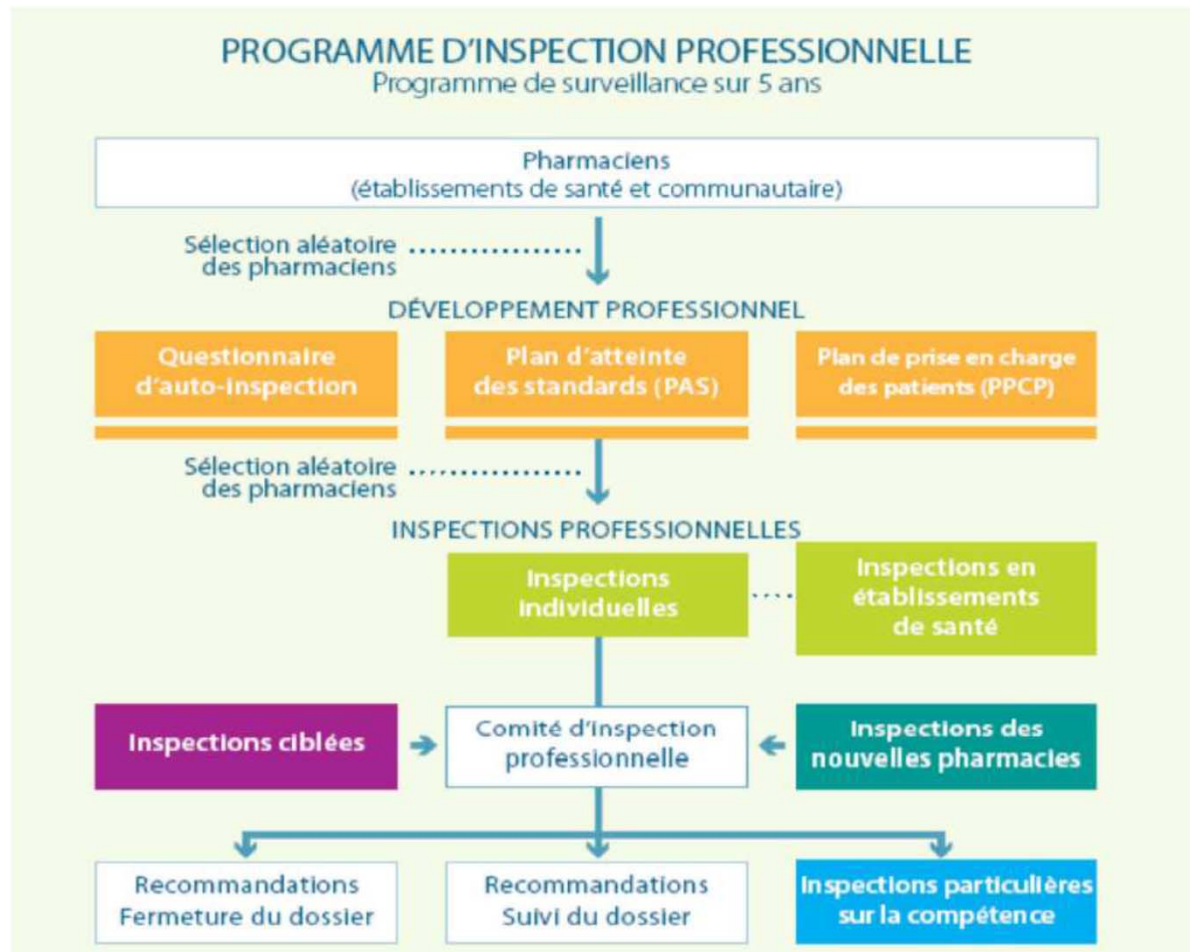 PROGRAMME D'INSPECTION PROFESSIONNELLE
Programme de surveillance sur 5 ans
Pharmaciens
(établissements de santé et communautaire)
Sélection aléatoire
des pharmaciens
DÉVELOPPEMENT PROFESSIONNEL
Questionnaire
d'auto-inspection
Plan d'atteinte
des standards (PAS)
Plan de prise en charge
des patients (PPCP)
Sélection aléatoire
des pharmaciens
INSPECTIONS PROFESSIONNELLES
Inspections
individuelles
Inspections en
établissements
de santé
Inspections ciblées
Comité d'inspection
professionnelle
Inspections des
nouvelles pharmacies
Recommandations
Fermeture du dossier
Recommandations
Suivi du dossier
Inspections particulières
sur la compétence